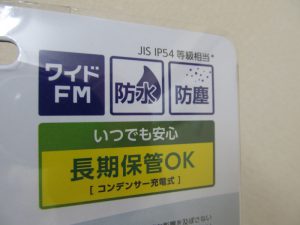 JIS IP54 等級相当*
ワイド
FM
防水
防塵
いつでも安心
長期保管OK
[ コンデンサー充電式 ]